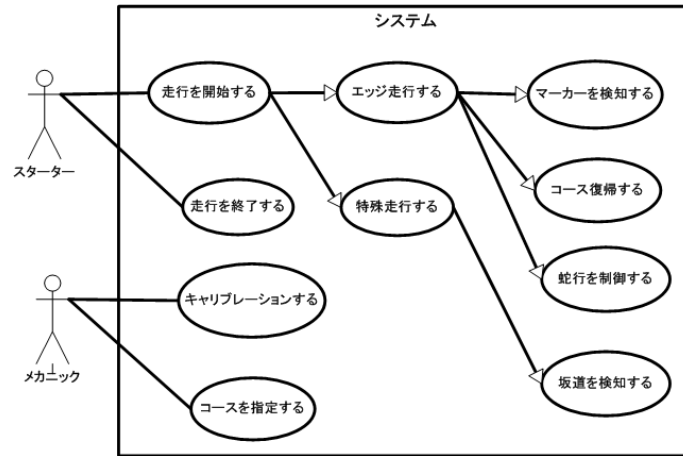 システム
走行を開始する
エッジ走行する
マーカーを検知する
スターター
コース復帰する
走行を終了する
特殊走行する
蛇行を制御する
キャリブレーションする
メカニック
坂道を検知する
コースを指定する